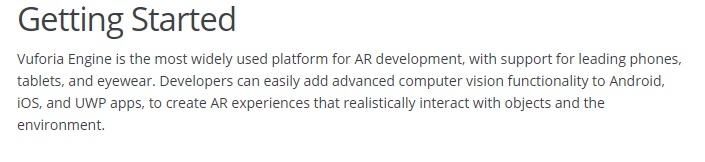 Getting Started
Vuforia Engine is the most widely used platform for AR development, with support for leading phones,
tablets, and eyewear. Developers can easily add advanced computer vision functionality to Android,
iOS, and UWP apps, to create AR experiences that realistically interact with objects and the
environment.